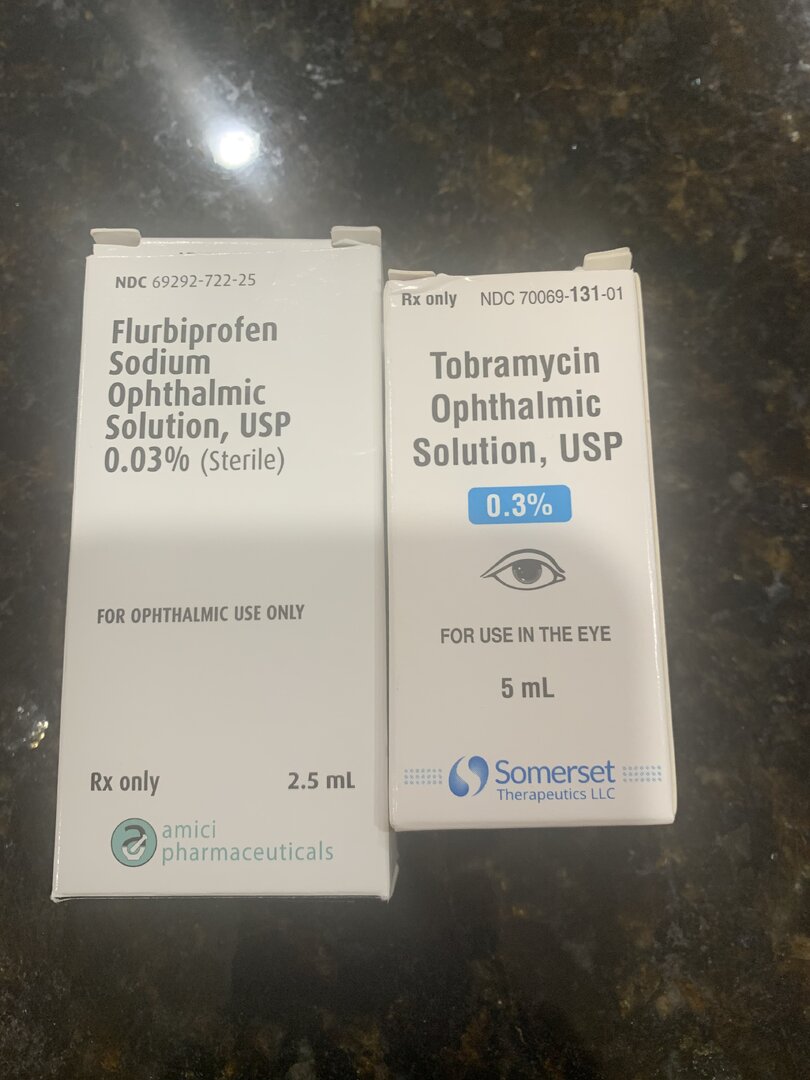 NDC 69292-722-25
Flurbiprofen
Sodium
Ophthalmic
Solution, USP
0.03% (Sterile)
FOR OPHTHALMIC USE ONLY
Rx only 2.5 mL
amici
pharmaceuticals
Rx only NDC 70069-131-01
Tobramycin
Ophthalmic
Solution, USP
0.3%
FOR USE IN THE EYE
5 mL
Somerset
Therapeutics LLC